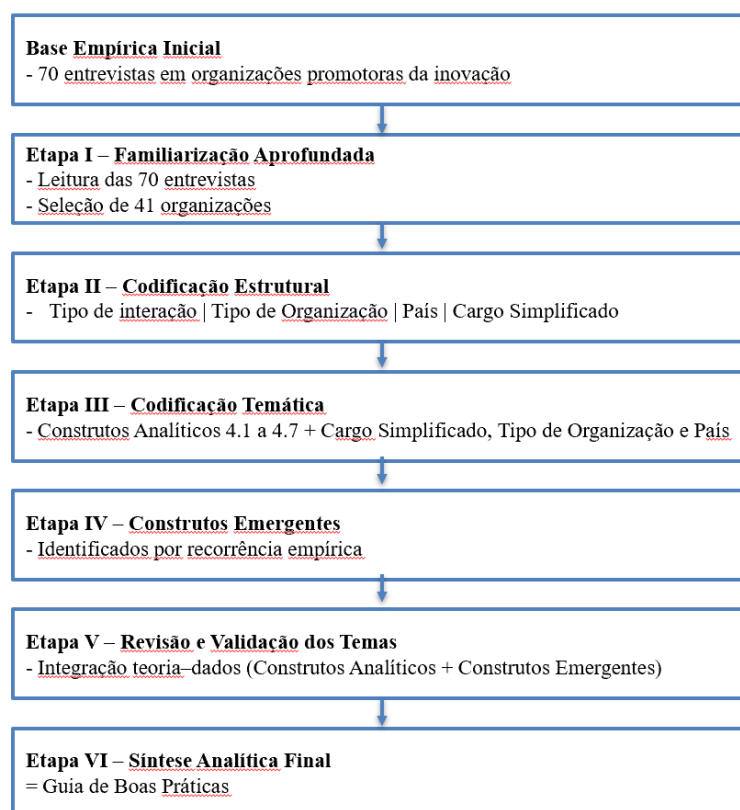 Base Empírica Inicial
- 70 entrevistas em organizações promotoras da inovação
Etapa I – Familiarização Aprofundada
- Leitura das 70 entrevistas
- Seleção de 41 organizações
Etapa II – Codificação Estrutural
- Tipo de interação | Tipo de Organização | País | Cargo Simplificado
Etapa III – Codificação Temática
- Construtos Analíticos 4.1 a 4.7 + Cargo Simplificado, Tipo de Organização e País
Etapa IV – Construtos Emergentes
- Identificados por recorrência empírica
Etapa V – Revisão e Validação dos Temas
- Integração teoria–dados (Construtos Analíticos + Construtos Emergentes)
Etapa VI – Síntese Analítica Final
= Guia de Boas Práticas